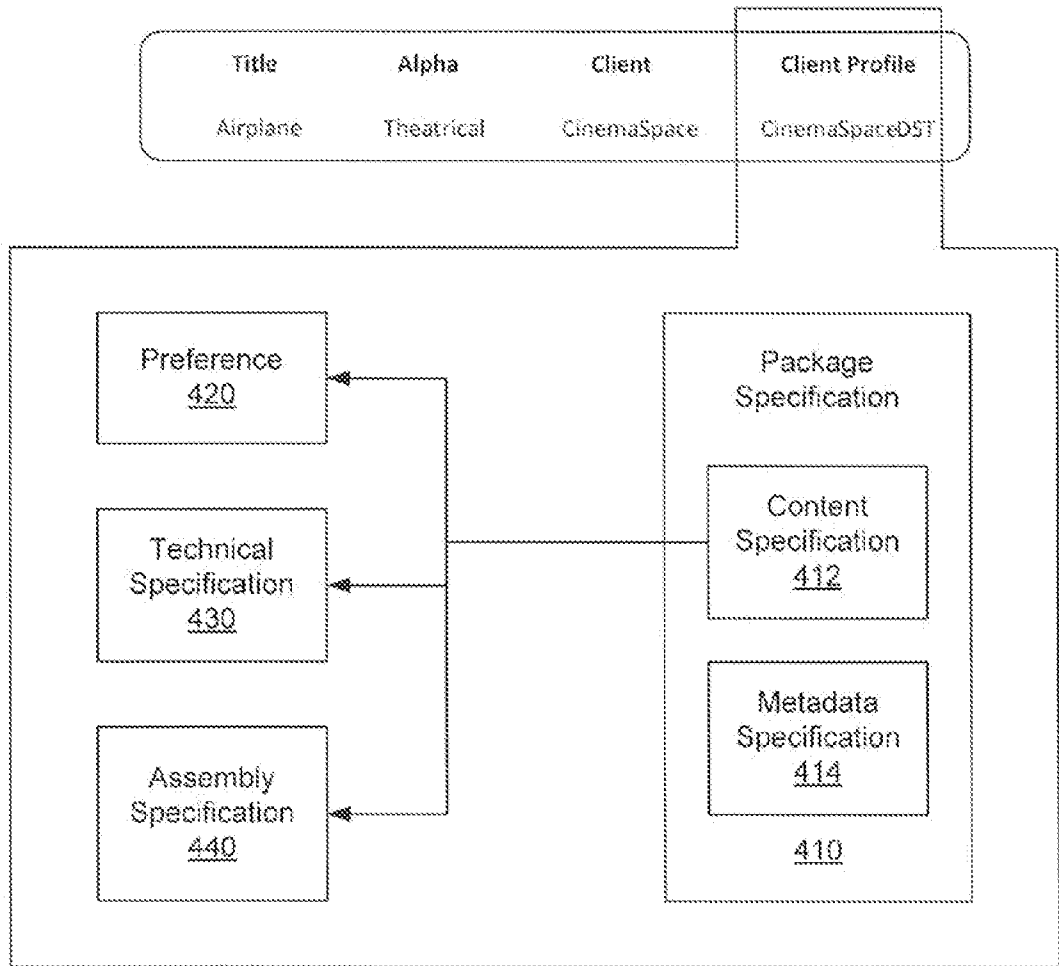 Title Alpha Client Client Profile
Airplane Theatrical CinemaSpace CinemaSpaceDST
Preference
420
Technical
Specification
430
Assembly
Specification
440
Package
Specification
Content
Specification
412
Metadata
Specification
414
410